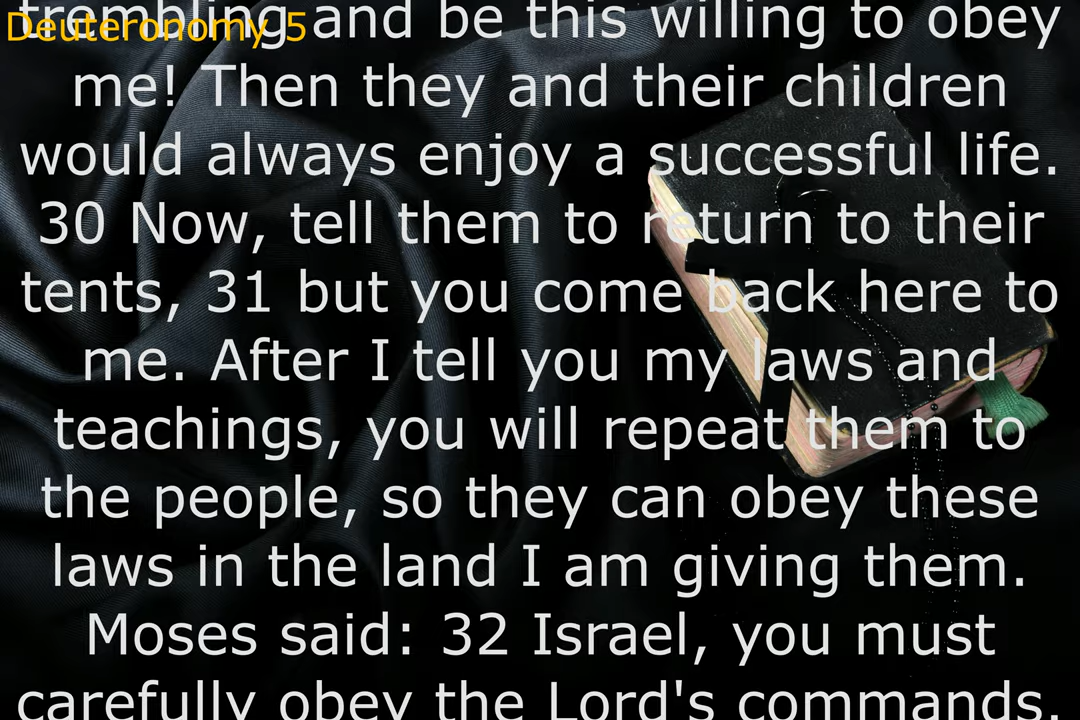 Deuteronomy 5
trembling and be this willing to obey
me! Then they and their children
would always enjoy a successful life.
30 Now, tell them to return to their
tents, 31 but you come back here to
me. After I tell you my laws and
teachings, you will repeat them to
the people, so they can obey these
laws in the land I am giving them.
Moses said: 32 Israel, you must
carefully obey the Lord's commands.